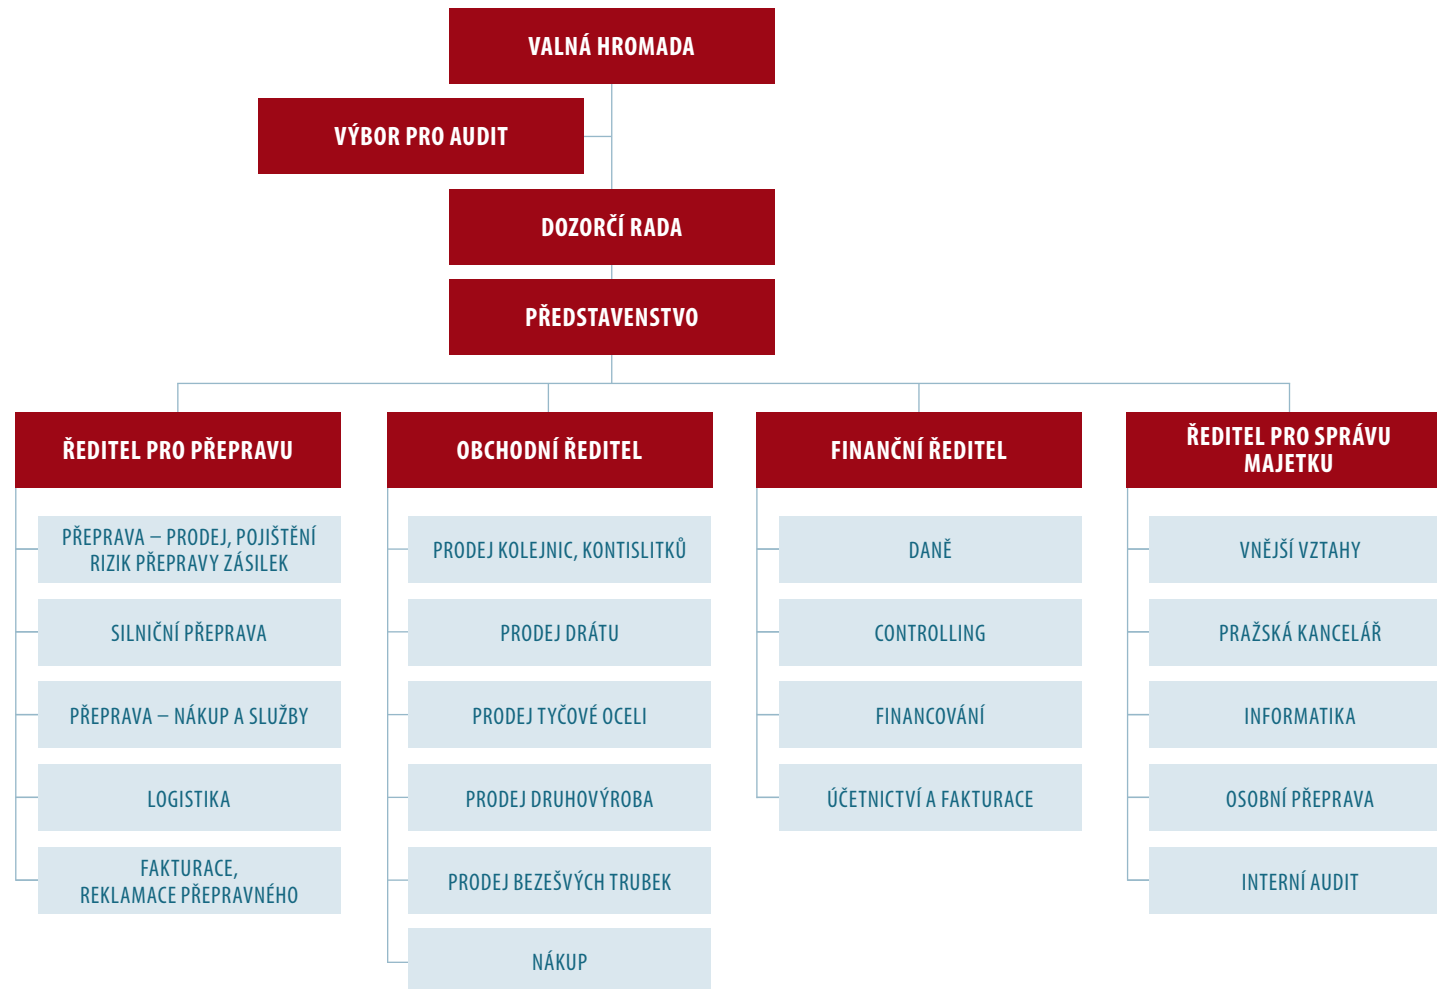 VALNÁ HROMADA
VÝBOR PRO AUDIT
DOZORČÍ RADA
PŘEDSTAVENSTVO
ŘEDITEL PRO PŘEPRAVU
PŘEPRAVA – PRODEJ, POJIŠTĚNÍ
RIZIK PŘEPRAVY ZÁSILEK
SILNIČNÍ PŘEPRAVA
PŘEPRAVA – NÁKUP A SLUŽBY
LOGISTIKA
FAKTURACE,
REKLAMACE PŘEPRAVNÉHO
OBCHODNÍ ŘEDITEL
PRODEJ KOLEJNIC, KONTISLITKŮ
PRODEJ DRÁTU
PRODEJ TYČOVÉ OCELI
PRODEJ DRUHOVÝROBA
PRODEJ BEZEŠVÝCH TRUBEK
NÁKUP
FINANČNÍ ŘEDITEL
DANĚ
CONTROLLING
FINANCOVÁNÍ
ÚČETNICTVÍ A FAKTURACE
ŘEDITEL PRO SPRÁVU
MAJETKU
VNĚJŠÍ VZTAHY
PRAŽSKÁ KANCELÁŘ
INFORMATIKA
OSOBNÍ PŘEPRAVA
INTERNÍ AUDIT